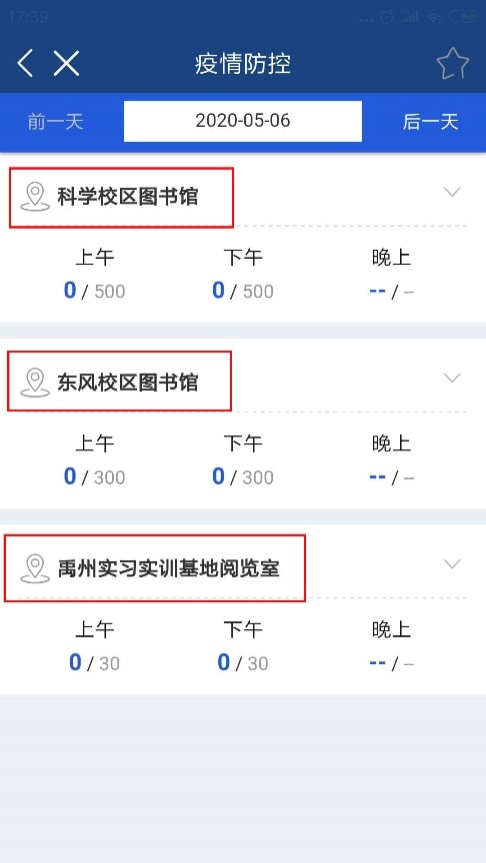 17:39
疫情防控
前一天 2020-05-06 后一天
科学校区图书馆
上午 下午 晚上
0 / 500 0 / 500 -- / --
东风校区图书馆
上午 下午 晚上
0 / 300 0 / 300 -- / --
禹州实习实训基地阅览室
上午 下午 晚上
0 / 30 0 / 30 -- / --